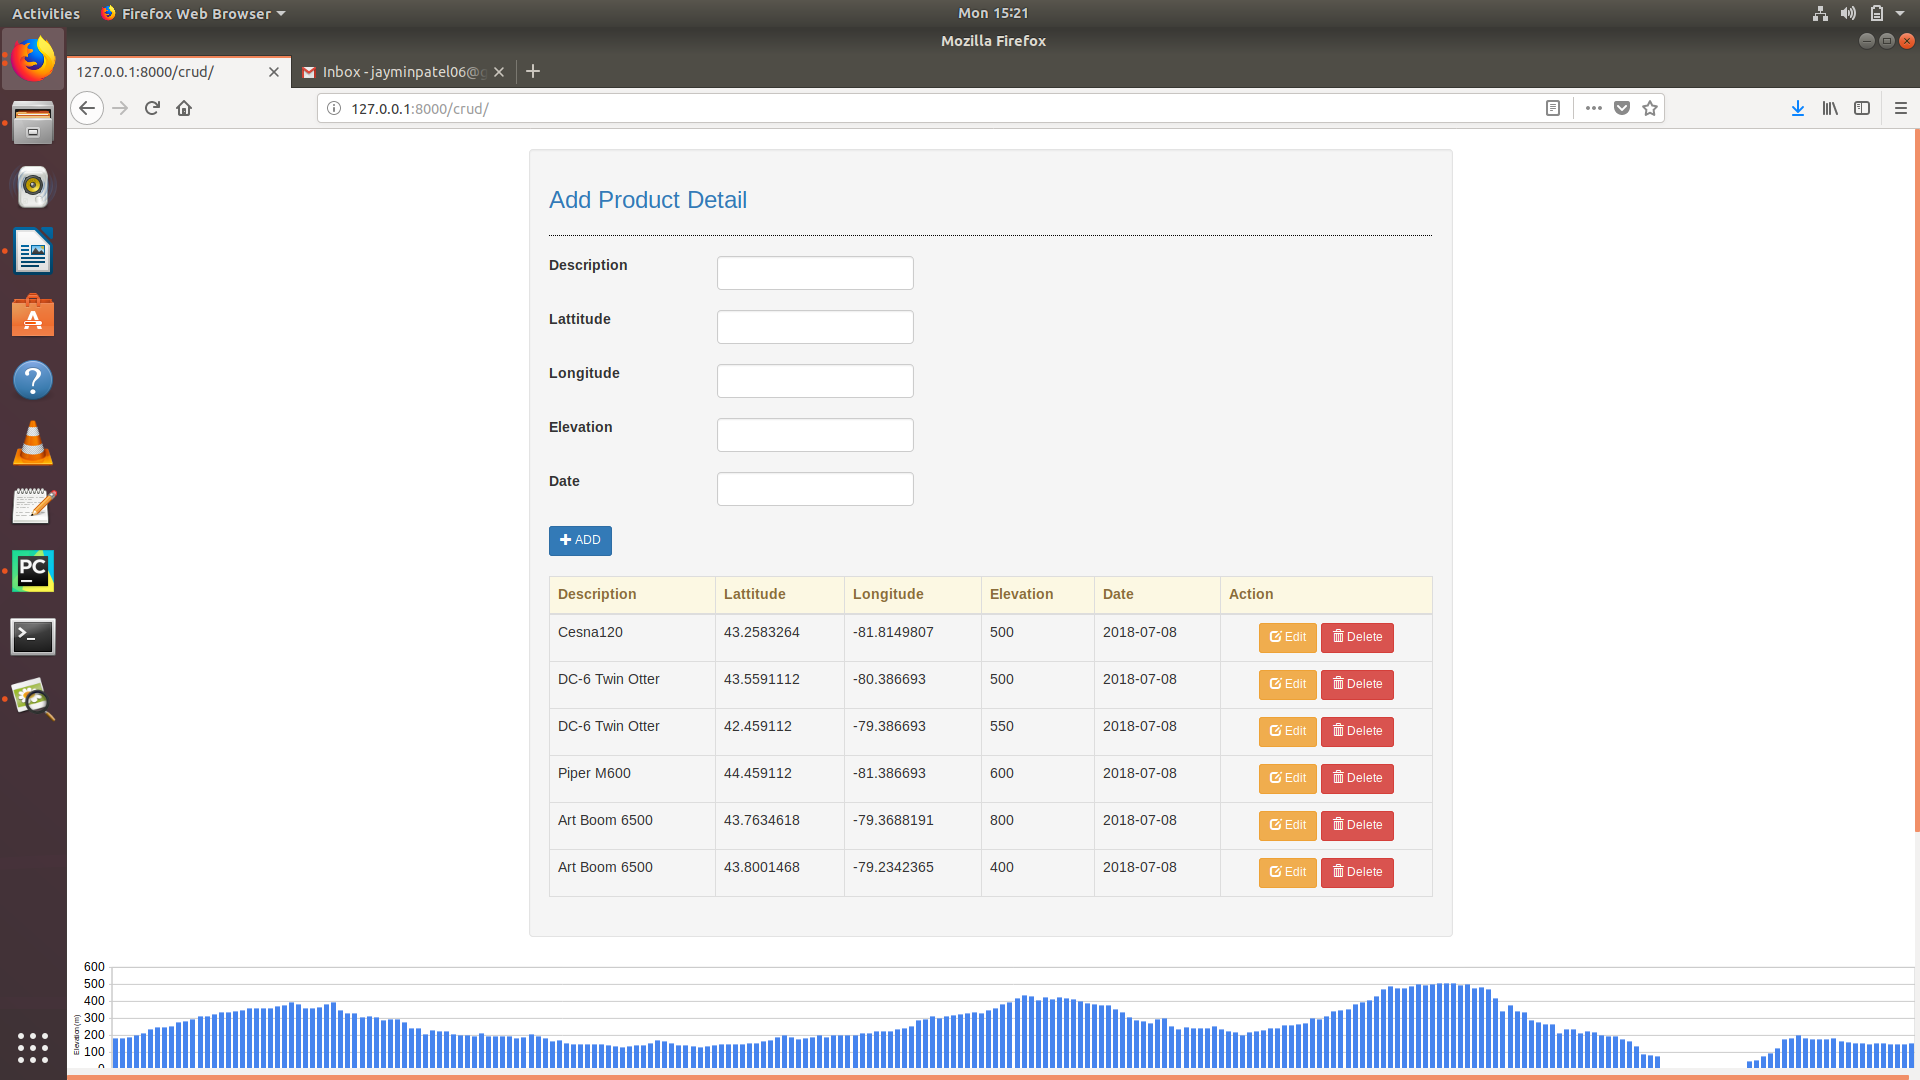 Activities Firefox Web Browser Mon 15:21
Mozilla Firefox
127.0.0.1:8000/crud/ Inbox - jayminpatel06@g
127.0.0.1:8000/crud/
Add Product Detail
Description
Lattitude
Longitude
Elevation
Date
ADD
Description Lattitude Longitude Elevation Date Action
Cesna120 43.2583264 -81.8149807 500 2018-07-08 Edit Delete
DC-6 Twin Otter 43.5591112 -80.386693 500 2018-07-08 Edit Delete
DC-6 Twin Otter 42.459112 -79.386693 550 2018-07-08 Edit Delete
Piper M600 44.459112 -81.386693 600 2018-07-08 Edit Delete
Art Boom 6500 43.7634618 -79.3688191 800 2018-07-08 Edit Delete
Art Boom 6500 43.8001468 -79.2342365 400 2018-07-08 Edit Delete
600
500
400
300
200
100
0
Elevation(m)
PC